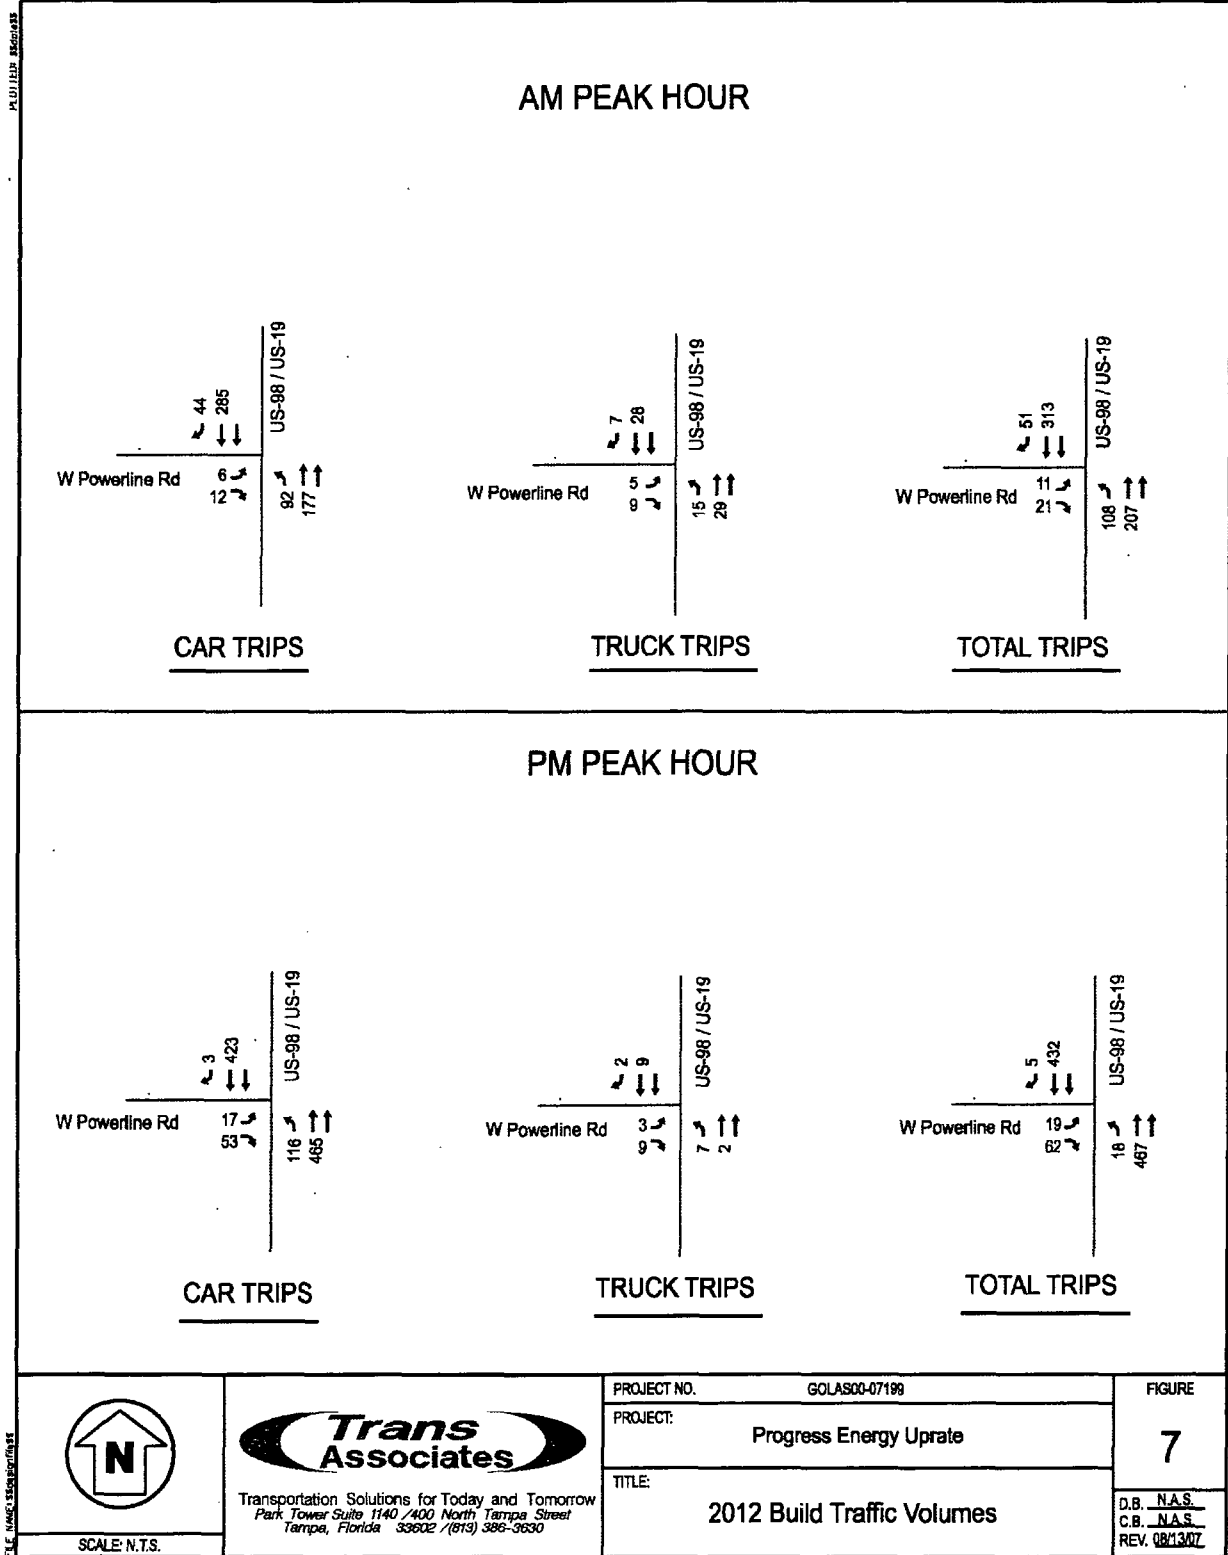 PLOTTED: $$date$$
AM PEAK HOUR
44
285
US-98 / US-19
W Powerline Rd
6
12
92
177
CAR TRIPS
7
28
US-98 / US-19
W Powerline Rd
5
9
15
29
TRUCK TRIPS
51
313
US-98 / US-19
W Powerline Rd
11
21
108
207
TOTAL TRIPS
PM PEAK HOUR
3
423
US-98 / US-19
W Powerline Rd
17
53
116
465
CAR TRIPS
2
9
US-98 / US-19
W Powerline Rd
3
9
7
2
TRUCK TRIPS
5
432
US-98 / US-19
W Powerline Rd
19
62
18
467
TOTAL TRIPS
N
SCALE: N.T.S.
Trans
Associates
Transportation Solutions for Today and Tomorrow
Park Tower Suite 1140 / 400 North Tampa Street
Tampa, Florida 33602 / (813) 386-3630
PROJECT NO. GOLAS00-07199
PROJECT:
Progress Energy Uprate
TITLE:
2012 Build Traffic Volumes
FIGURE
7
D.B. N.A.S.
C.B. N.A.S.
REV. 08/13/07